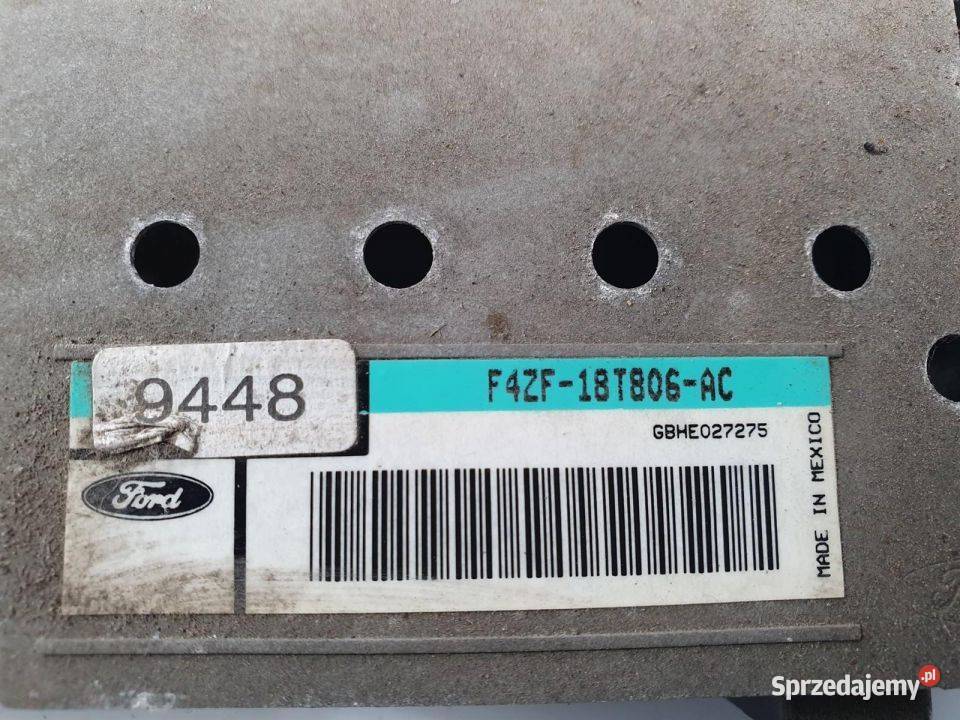 9448
F4ZF-18T806-AC
GBHE027275
Ford
MADE IN MEXICO
Sprzedajemy.pl